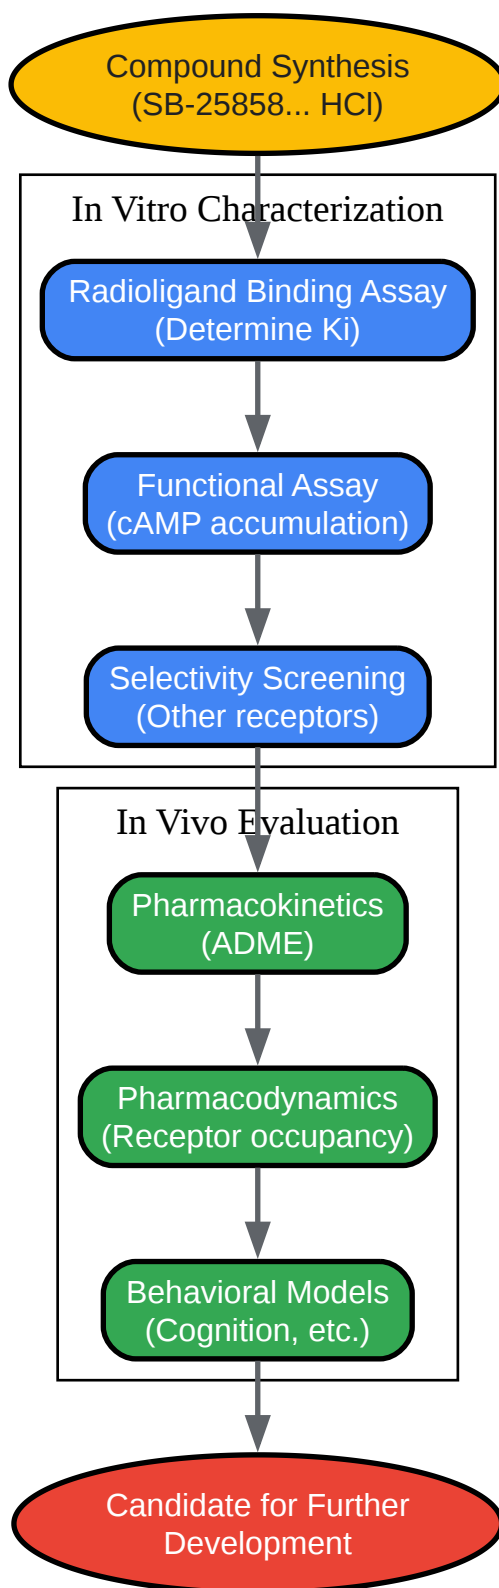 Compound Synthesis
(SB-25858... HCl)
In Vitro Characterization
Radioligand Binding Assay
(Determine Ki)
Functional Assay
(cAMP accumulation)
Selectivity Screening
(Other receptors)
In Vivo Evaluation
Pharmacokinetics
(ADME)
Pharmacodynamics
(Receptor occupancy)
Behavioral Models
(Cognition, etc.)
Candidate for Further
Development